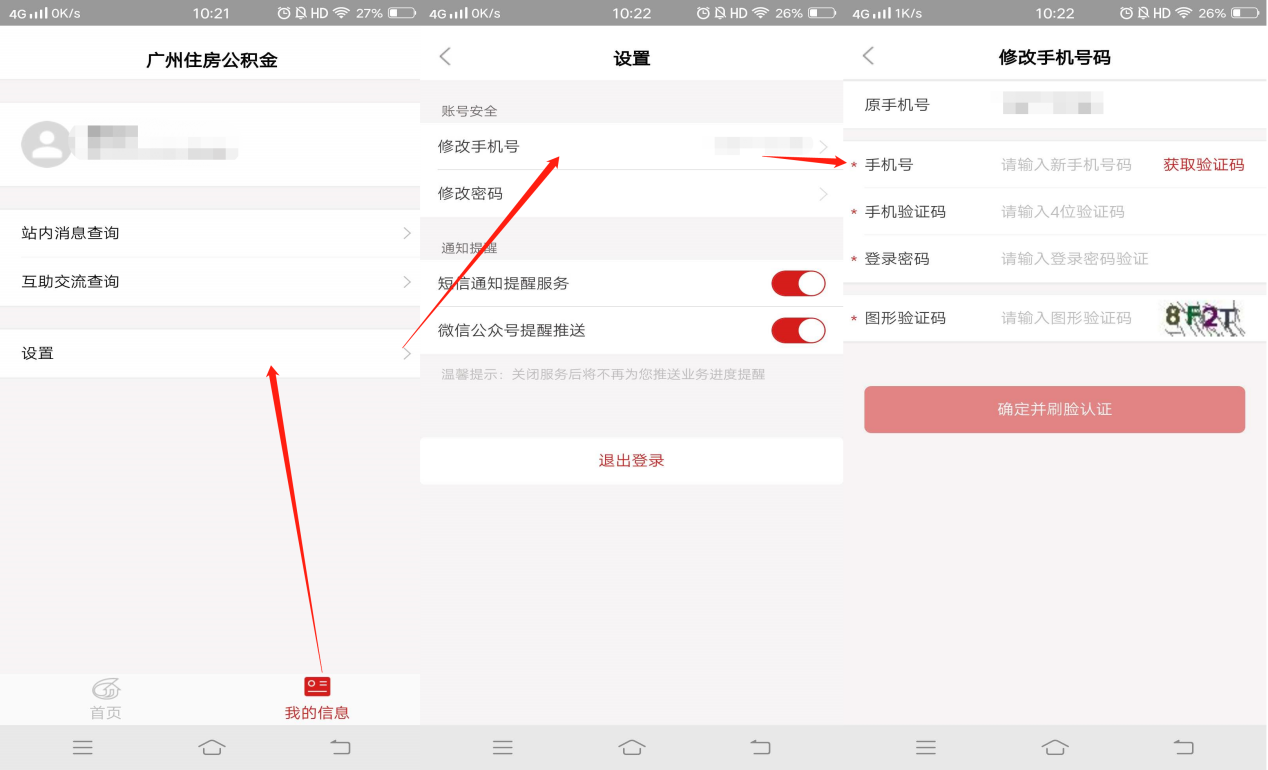 4G 0K/s 10:21 HD 27%
广州住房公积金
站内消息查询
互助交流查询
设置
首页
我的信息
4G 0K/s 10:22 HD 26%
设置
账号安全
修改手机号
修改密码
通知提醒
短信通知提醒服务
微信公众号提醒推送
温馨提示：关闭服务后将不再为您推送业务进度提醒
退出登录
4G 1K/s 10:22 HD 26%
修改手机号码
原手机号
* 手机号 请输入新手机号码 获取验证码
* 手机验证码 请输入4位验证码
* 登录密码 请输入登录密码验证
* 图形验证码 请输入图形验证码 8F2T
确定并刷脸认证